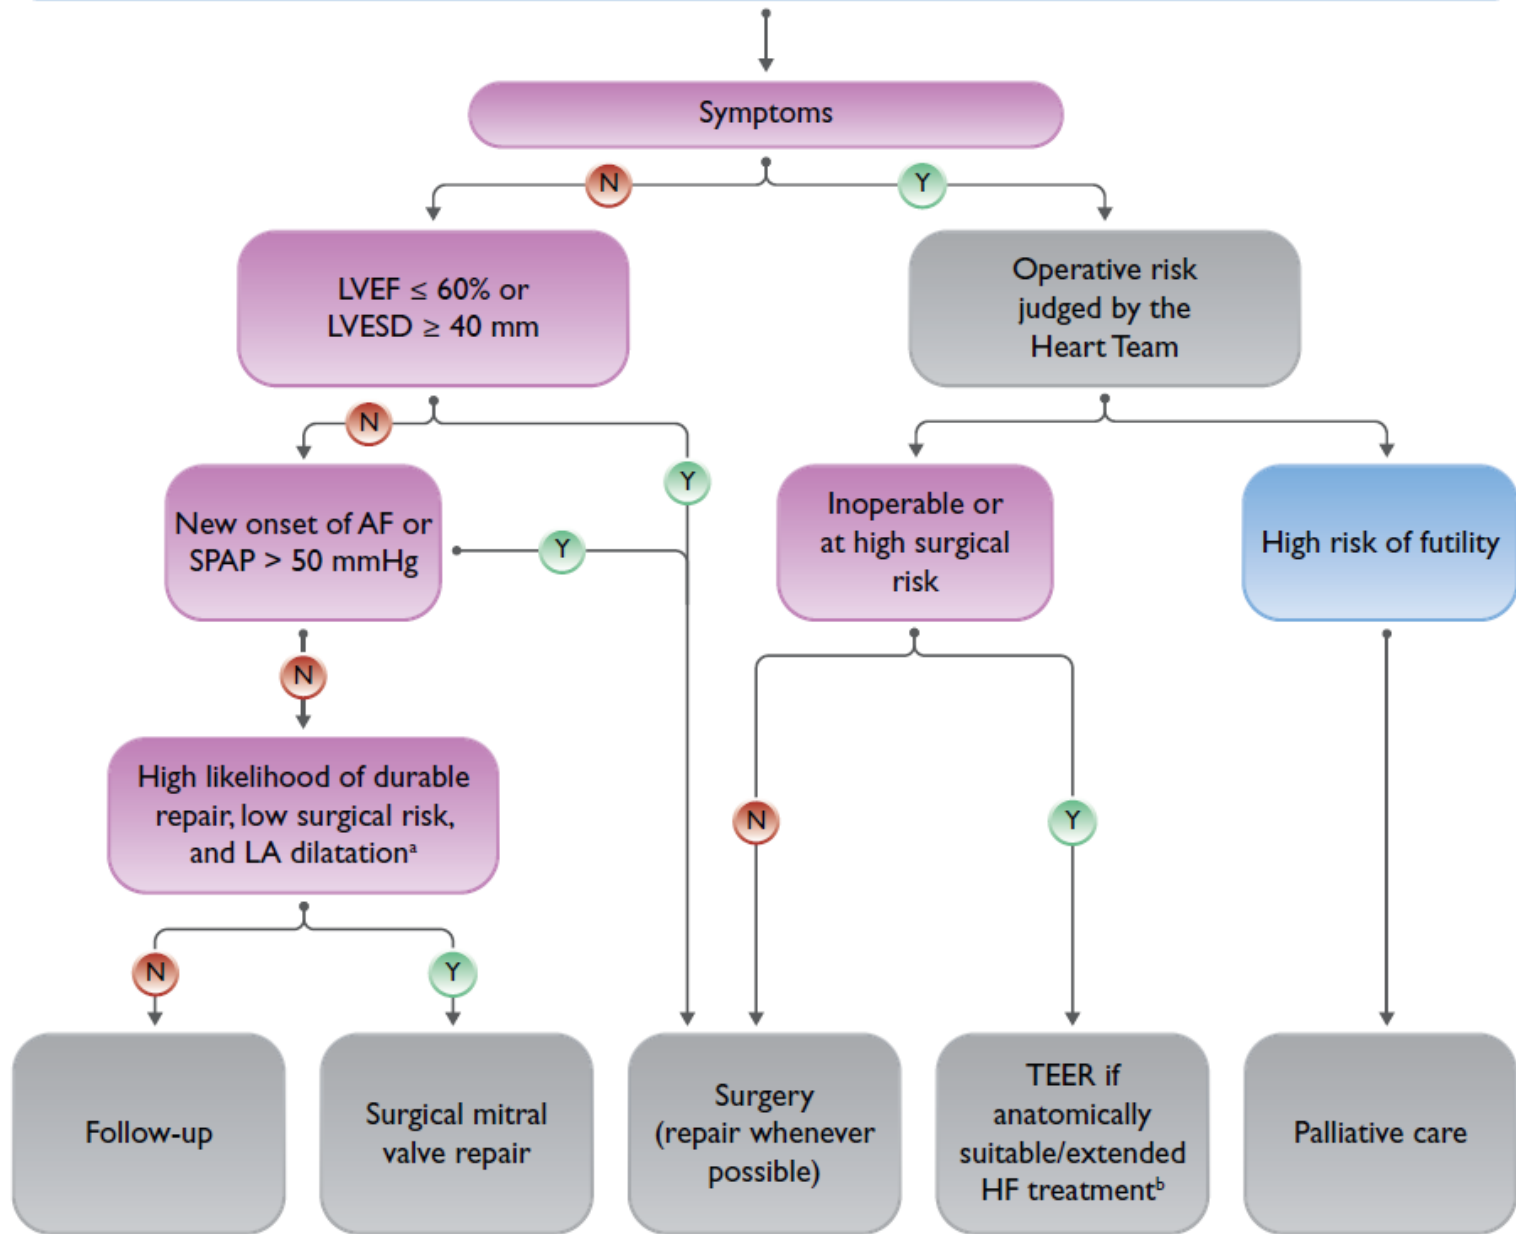 Symptoms
N
Y
LVEF ≤ 60% or
LVESD ≥ 40 mm
Operative risk
judged by the
Heart Team
N
Y
New onset of AF or
SPAP > 50 mmHg
Y
Inoperable or
at high surgical
risk
High risk of futility
N
High likelihood of durable
repair, low surgical risk,
and LA dilatationᵃ
N
Y
N
Y
Follow-up
Surgical mitral
valve repair
Surgery
(repair whenever
possible)
TEER if
anatomically
suitable/extended
HF treatmentᵇ
Palliative care